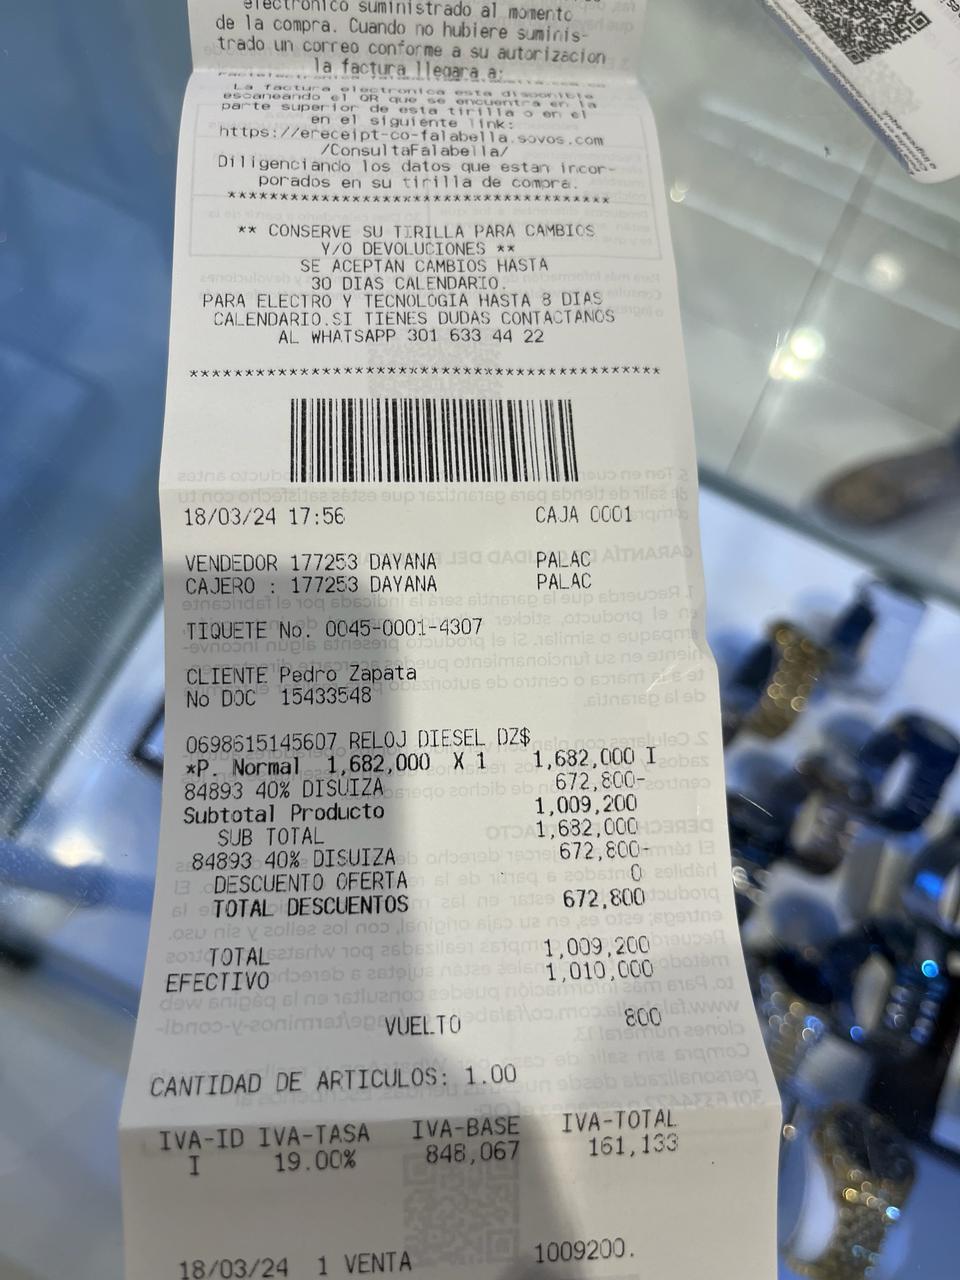 electronico suministrado al momento
de la compra. Cuando no hubiere suminis-
trado un correo conforme a su autorizacion
la factura llegara a:
La factura electronica esta disponible
escaneando el QR que se encuentra en la
parte superior de esta tirilla o en el
en el siguiente link:
https://ereceipt-co-falabella.sovos.com
/ConsultaFalabella/
Diligenciando los datos que estan incor-
porados en su tirilla de compra.
****************************************
** CONSERVE SU TIRILLA PARA CAMBIOS
Y/O DEVOLUCIONES **
SE ACEPTAN CAMBIOS HASTA
30 DIAS CALENDARIO.
PARA ELECTRO Y TECNOLOGIA HASTA 8 DIAS
CALENDARIO.SI TIENES DUDAS CONTACTANOS
AL WHATSAPP 301 633 44 22
******************************************
18/03/24 17:56 CAJA 0001
VENDEDOR 177253 DAYANA PALAC
CAJERO : 177253 DAYANA PALAC
TIQUETE No. 0045-0001-4307
CLIENTE Pedro Zapata
No DOC 15433548
0698615145607 RELOJ DIESEL DZ$
*P. Normal 1,682,000 X 1 1,682,000 I
84893 40% DISUIZA 672,800-
Subtotal Producto 1,009,200
SUB TOTAL 1,682,000
84893 40% DISUIZA 672,800-
DESCUENTO OFERTA 0
TOTAL DESCUENTOS 672,800
TOTAL 1,009,200
EFECTIVO 1,010,000
VUELTO 800
CANTIDAD DE ARTICULOS: 1.00
IVA-ID IVA-TASA IVA-BASE IVA-TOTAL
I 19.00% 848,067 161,133
18/03/24 1 VENTA 1009200.